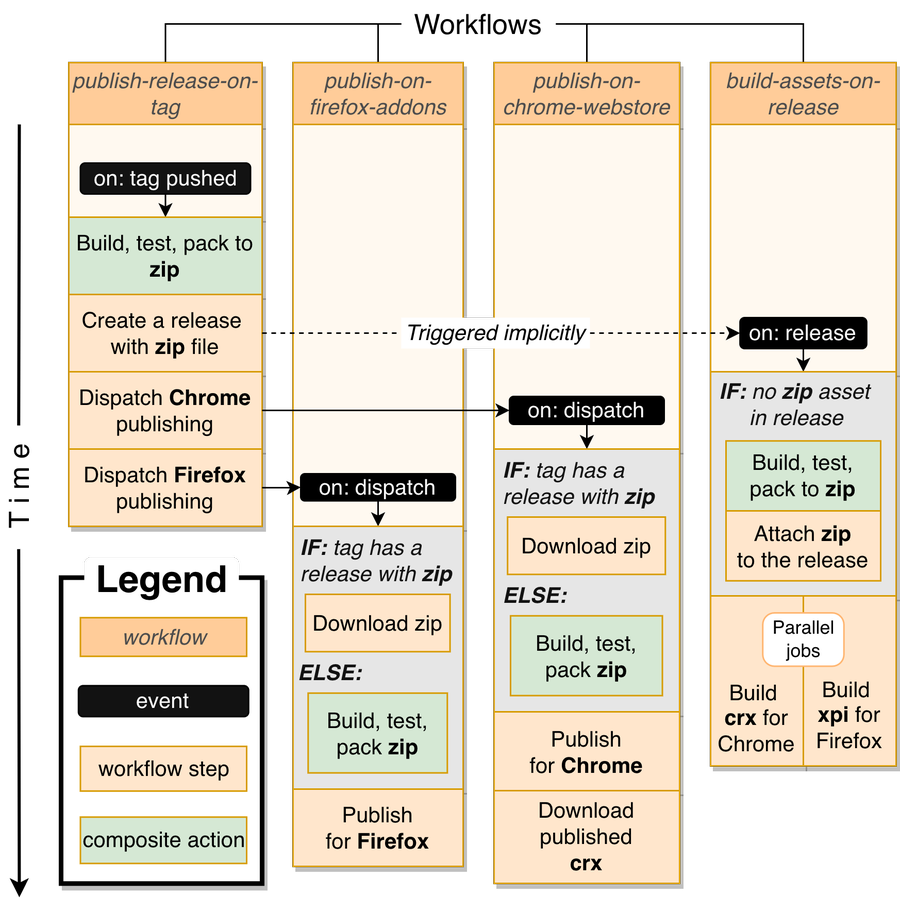 Workflows
publish-release-on-
tag
on: tag pushed
Build, test, pack to
zip
Create a release
with zip file
Dispatch Chrome
publishing
Dispatch Firefox
publishing
publish-on-
firefox-addons
on: dispatch
IF: tag has a
release with zip
Download zip
ELSE:
Build, test,
pack zip
Publish
for Firefox
publish-on-
chrome-webstore
Triggered implicitly
on: dispatch
IF: tag has a
release with zip
Download zip
ELSE:
Build, test,
pack zip
Publish
for Chrome
Download
published
crx
build-assets-on-
release
on: release
IF: no zip asset
in release
Build, test,
pack to zip
Attach zip
to the release
Parallel
jobs
Build
crx for
Chrome
Build
xpi for
Firefox
Time
Legend
workflow
event
workflow step
composite action